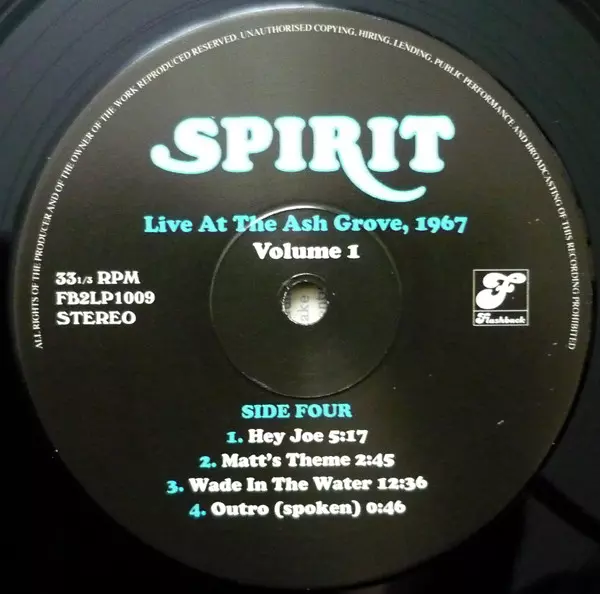 ALL RIGHTS OF THE PRODUCER AND OF THE OWNER OF THE WORK REPRODUCED RESERVED. UNAUTHORISED COPYING, HIRING, LENDING, PUBLIC PERFORMANCE AND BROADCASTING OF THIS RECORDING PROHIBITED
SPIRIT
Live At The Ash Grove, 1967
Volume 1
33 1/3 RPM
FB2LP1009
STEREO
F
Flashback
ake
SIDE FOUR
1. Hey Joe 5:17
2. Matt's Theme 2:45
3. Wade In The Water 12:36
4. Outro (spoken) 0:46